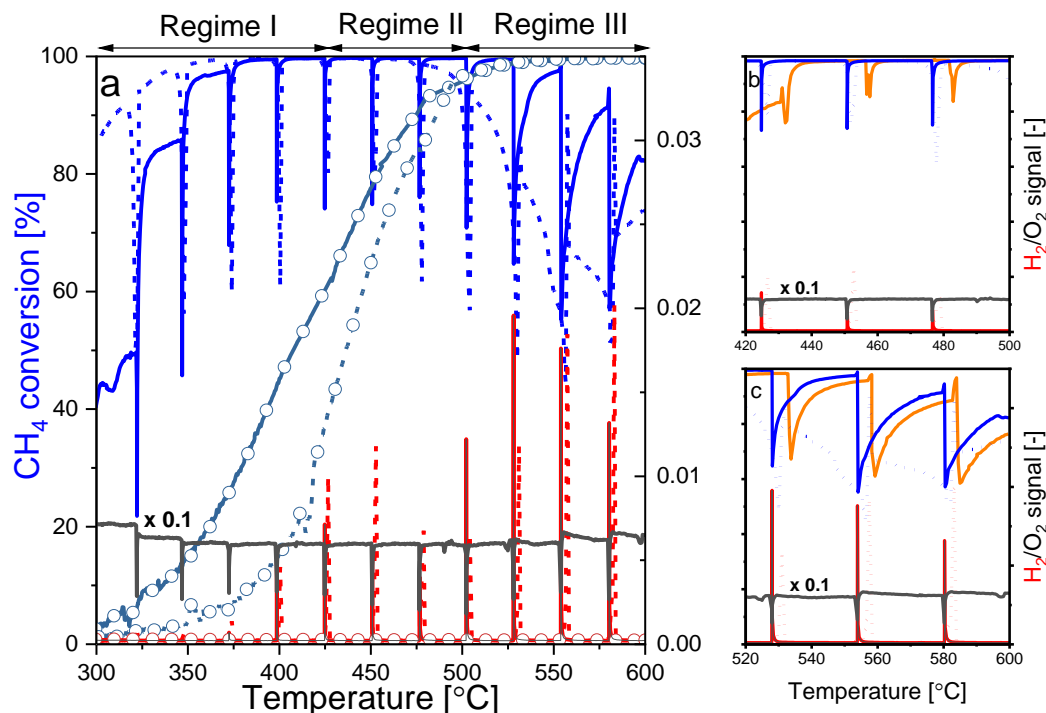 Regime I Regime II Regime III
a
CH₄ conversion [%]
100
80
60
40
20
0
x 0.1
0.03
0.02
0.01
0.00
300 350 400 450 500 550 600
Temperature [°C]
b
x 0.1
H₂/O₂ signal [-]
420 440 460 480 500
c
x 0.1
H₂/O₂ signal [-]
520 540 560 580 600
Temperature [°C]